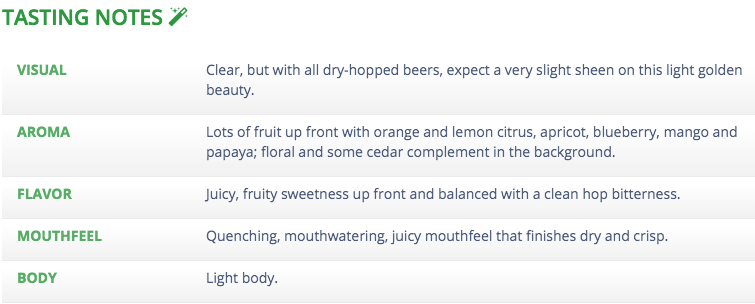 TASTING NOTES
VISUAL Clear, but with all dry-hopped beers, expect a very slight sheen on this light golden
beauty.
AROMA Lots of fruit up front with orange and lemon citrus, apricot, blueberry, mango and
papaya; floral and some cedar complement in the background.
FLAVOR Juicy, fruity sweetness up front and balanced with a clean hop bitterness.
MOUTHFEEL Quenching, mouthwatering, juicy mouthfeel that finishes dry and crisp.
BODY Light body.